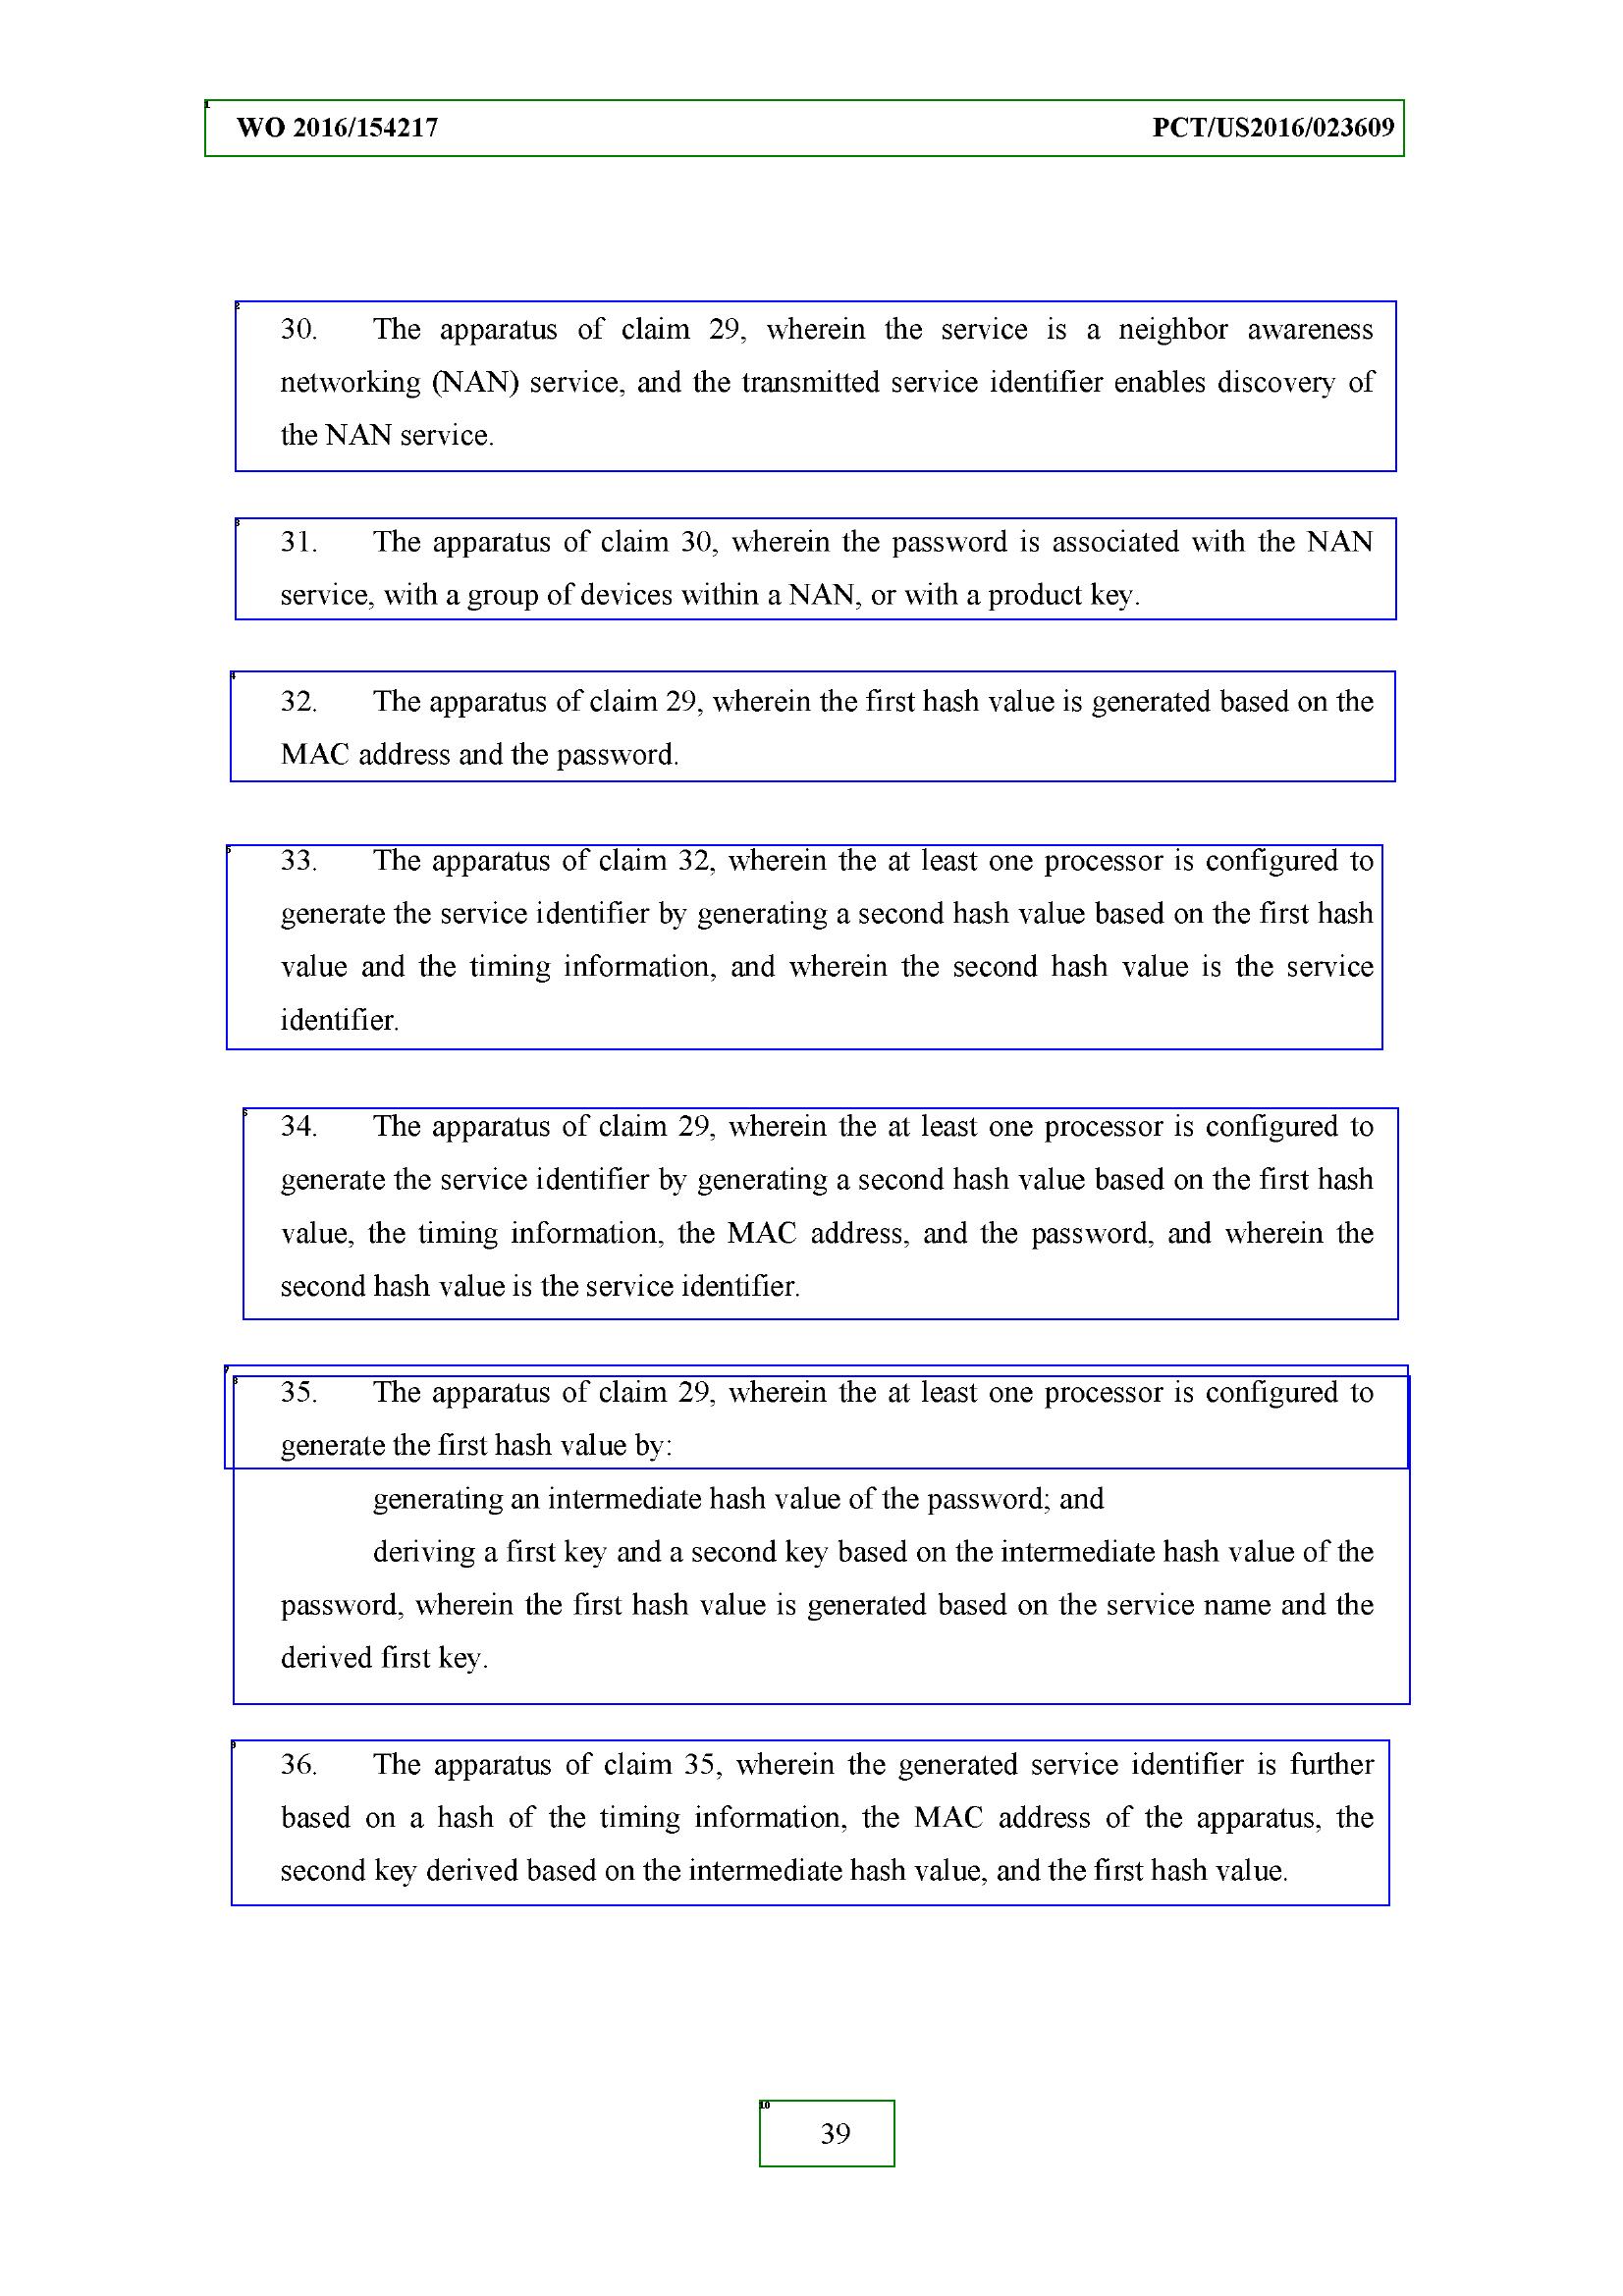 WO 2016/154217 PCT/US2016/023609
30. The apparatus of claim 29, wherein the service is a neighbor awareness
networking (NAN) service, and the transmitted service identifier enables discovery of
the NAN service.
31. The apparatus of claim 30, wherein the password is associated with the NAN
service, with a group of devices within a NAN, or with a product key.
32. The apparatus of claim 29, wherein the first hash value is generated based on the
MAC address and the password.
33. The apparatus of claim 32, wherein the at least one processor is configured to
generate the service identifier by generating a second hash value based on the first hash
value and the timing information, and wherein the second hash value is the service
identifier.
34. The apparatus of claim 29, wherein the at least one processor is configured to
generate the service identifier by generating a second hash value based on the first hash
value, the timing information, the MAC address, and the password, and wherein the
second hash value is the service identifier.
35. The apparatus of claim 29, wherein the at least one processor is configured to
generate the first hash value by:
generating an intermediate hash value of the password; and
deriving a first key and a second key based on the intermediate hash value of the
password, wherein the first hash value is generated based on the service name and the
derived first key.
36. The apparatus of claim 35, wherein the generated service identifier is further
based on a hash of the timing information, the MAC address of the apparatus, the
second key derived based on the intermediate hash value, and the first hash value.
10
39